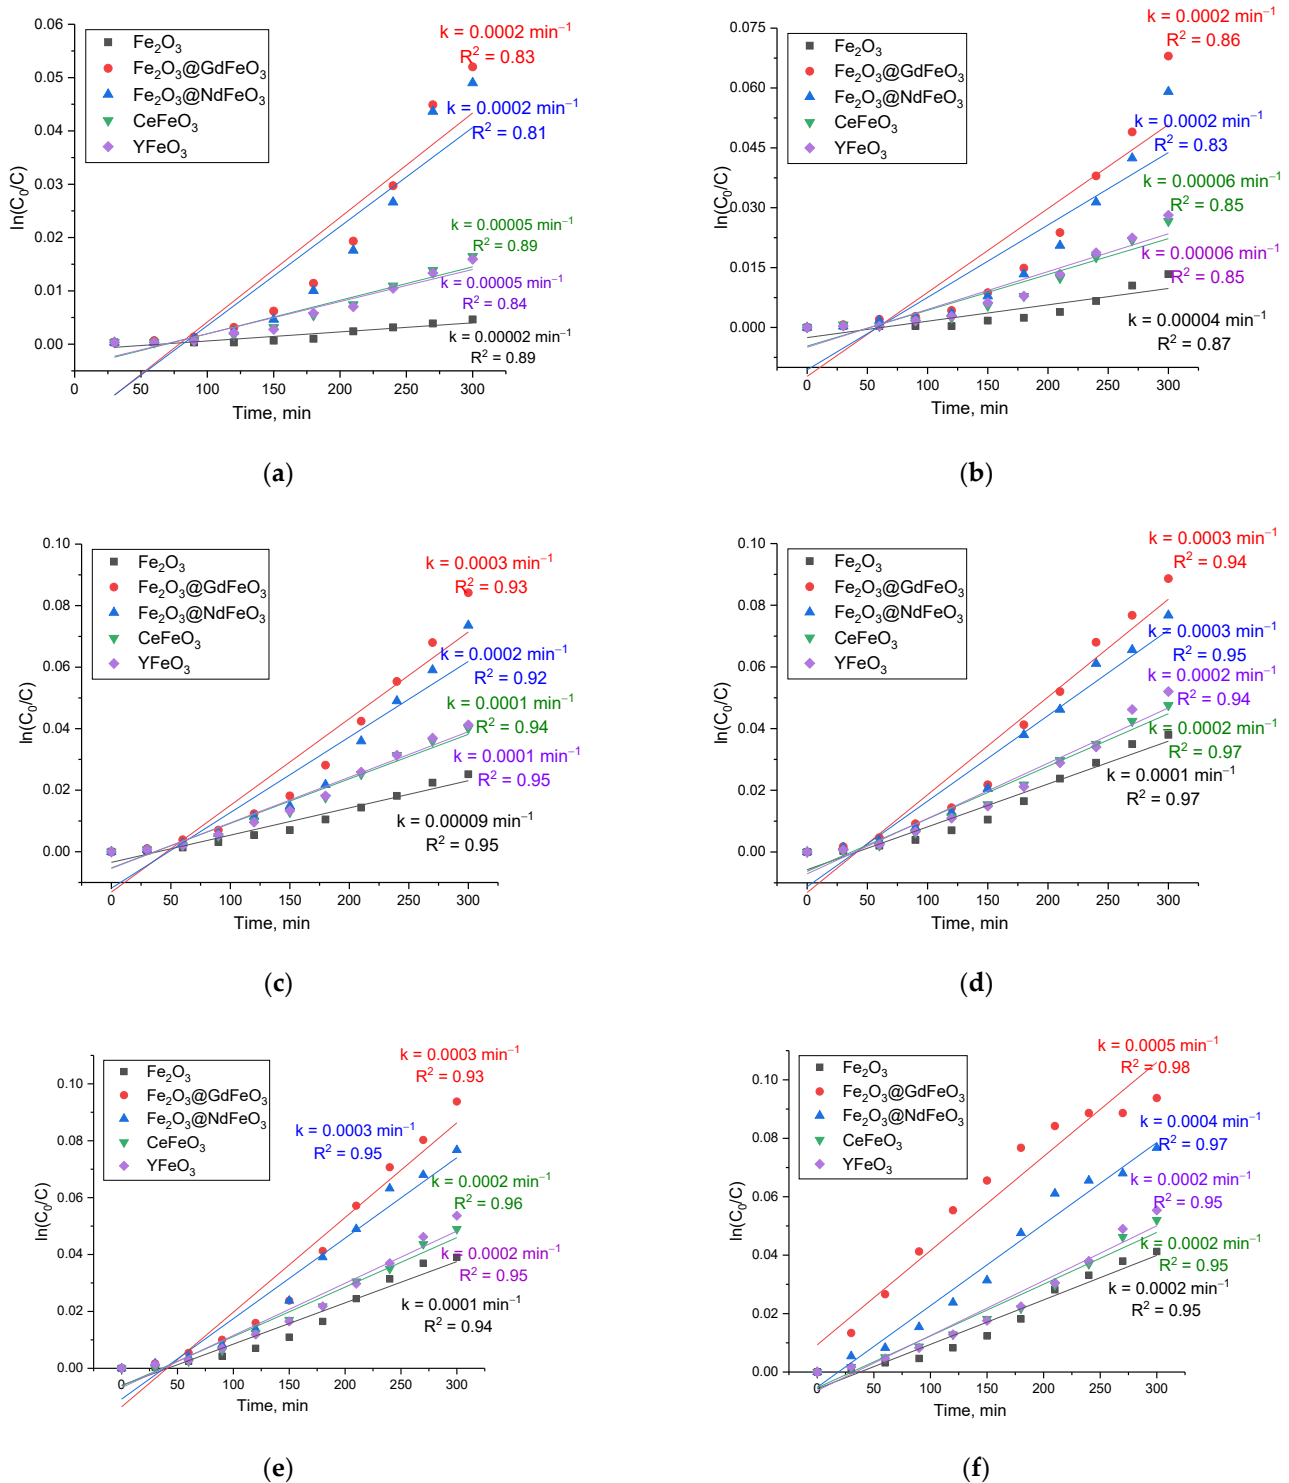 0.06
0.05
0.04
0.03
0.02
0.01
0.00
ln(C₀/C)
Fe₂O₃
Fe₂O₃@GdFeO₃
Fe₂O₃@NdFeO₃
CeFeO₃
YFeO₃
k = 0.0002 min⁻¹
R² = 0.83
k = 0.0002 min⁻¹
R² = 0.81
k = 0.00005 min⁻¹
R² = 0.89
k = 0.00005 min⁻¹
R² = 0.84
k = 0.00002 min⁻¹
R² = 0.89
0 50 100 150 200 250 300
Time, min
(a)
0.075
0.060
0.045
0.030
0.015
0.000
ln(C₀/C)
Fe₂O₃
Fe₂O₃@GdFeO₃
Fe₂O₃@NdFeO₃
CeFeO₃
YFeO₃
k = 0.0002 min⁻¹
R² = 0.86
k = 0.0002 min⁻¹
R² = 0.83
k = 0.00006 min⁻¹
R² = 0.85
k = 0.00006 min⁻¹
R² = 0.85
k = 0.00004 min⁻¹
R² = 0.87
0 50 100 150 200 250 300
Time, min
(b)
0.10
0.08
0.06
0.04
0.02
0.00
ln(C₀/C)
Fe₂O₃
Fe₂O₃@GdFeO₃
Fe₂O₃@NdFeO₃
CeFeO₃
YFeO₃
k = 0.0003 min⁻¹
R² = 0.93
k = 0.0002 min⁻¹
R² = 0.92
k = 0.0001 min⁻¹
R² = 0.94
k = 0.0001 min⁻¹
R² = 0.95
k = 0.00009 min⁻¹
R² = 0.95
0 50 100 150 200 250 300
Time, min
(c)
0.10
0.08
0.06
0.04
0.02
0.00
ln(C₀/C)
Fe₂O₃
Fe₂O₃@GdFeO₃
Fe₂O₃@NdFeO₃
CeFeO₃
YFeO₃
k = 0.0003 min⁻¹
R² = 0.94
k = 0.0003 min⁻¹
R² = 0.95
k = 0.0002 min⁻¹
R² = 0.94
k = 0.0002 min⁻¹
R² = 0.97
k = 0.0001 min⁻¹
R² = 0.97
0 50 100 150 200 250 300
Time, min
(d)
0.10
0.08
0.06
0.04
0.02
0.00
ln(C₀/C)
Fe₂O₃
Fe₂O₃@GdFeO₃
Fe₂O₃@NdFeO₃
CeFeO₃
YFeO₃
k = 0.0003 min⁻¹
R² = 0.93
k = 0.0003 min⁻¹
R² = 0.95
k = 0.0002 min⁻¹
R² = 0.96
k = 0.0002 min⁻¹
R² = 0.95
k = 0.0001 min⁻¹
R² = 0.94
0 50 100 150 200 250 300
Time, min
(e)
0.10
0.08
0.06
0.04
0.02
0.00
ln(C₀/C)
Fe₂O₃
Fe₂O₃@GdFeO₃
Fe₂O₃@NdFeO₃
CeFeO₃
YFeO₃
k = 0.0005 min⁻¹
R² = 0.98
k = 0.0004 min⁻¹
R² = 0.97
k = 0.0002 min⁻¹
R² = 0.95
k = 0.0002 min⁻¹
R² = 0.95
k = 0.0002 min⁻¹
R² = 0.95
0 50 100 150 200 250 300
Time, min
(f)